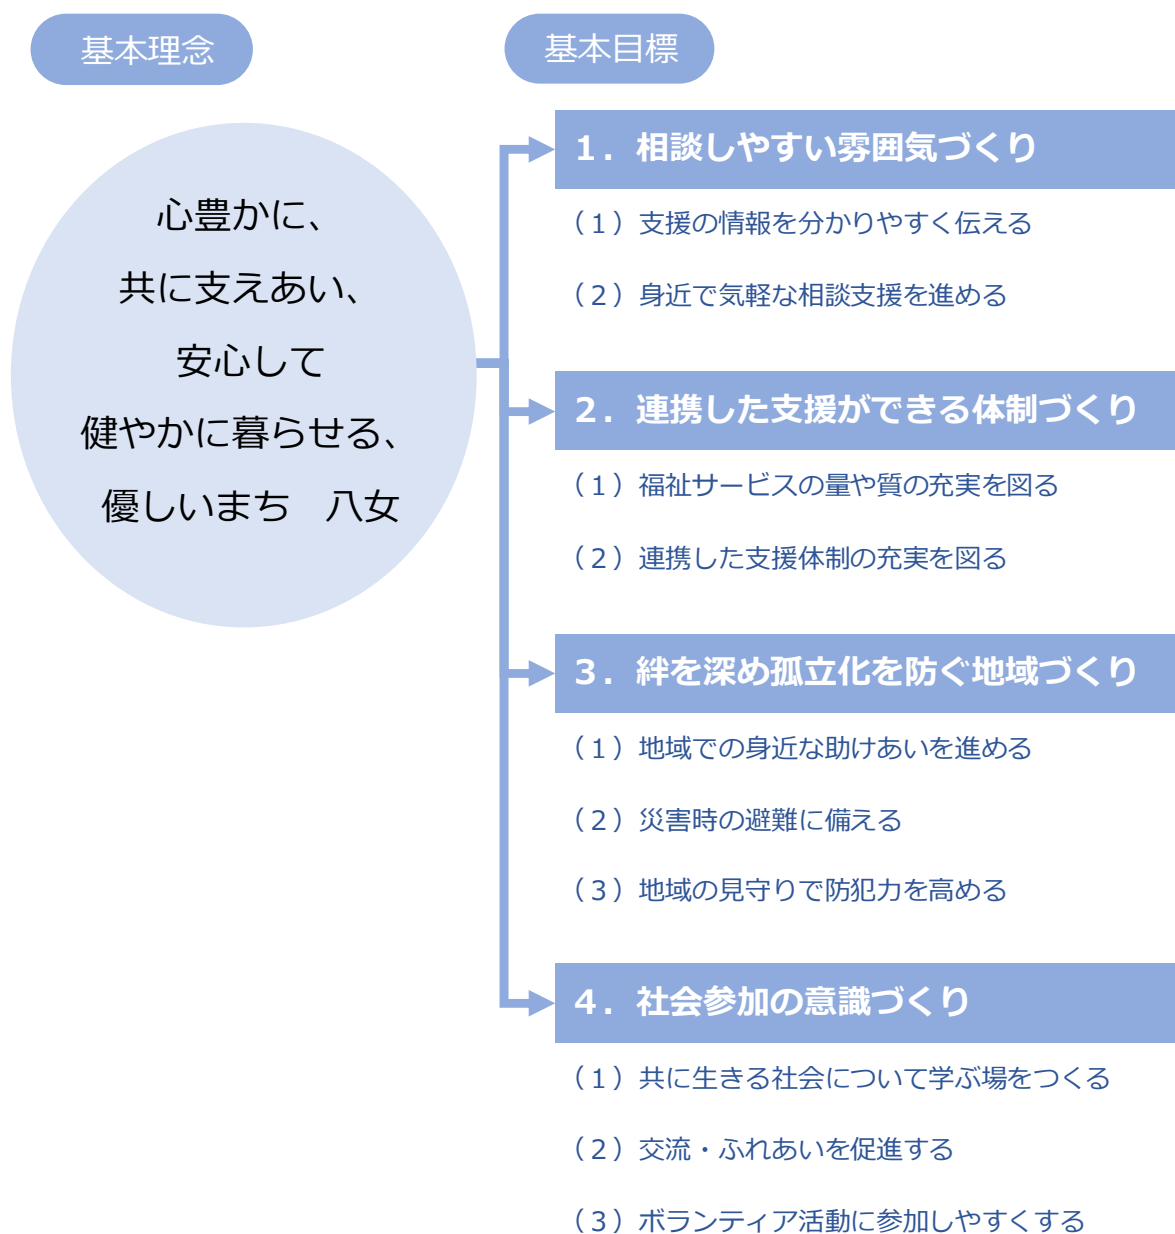 基本理念
心豊かに、
共に支えあい、
安心して
健やかに暮らせる、
優しいまち　八女
基本目標
１．相談しやすい雰囲気づくり
（１）支援の情報を分かりやすく伝える
（２）身近で気軽な相談支援を進める
２．連携した支援ができる体制づくり
（１）福祉サービスの量や質の充実を図る
（２）連携した支援体制の充実を図る
３．絆を深め孤立化を防ぐ地域づくり
（１）地域での身近な助けあいを進める
（２）災害時の避難に備える
（３）地域の見守りで防犯力を高める
４．社会参加の意識づくり
（１）共に生きる社会について学ぶ場をつくる
（２）交流・ふれあいを促進する
（３）ボランティア活動に参加しやすくする